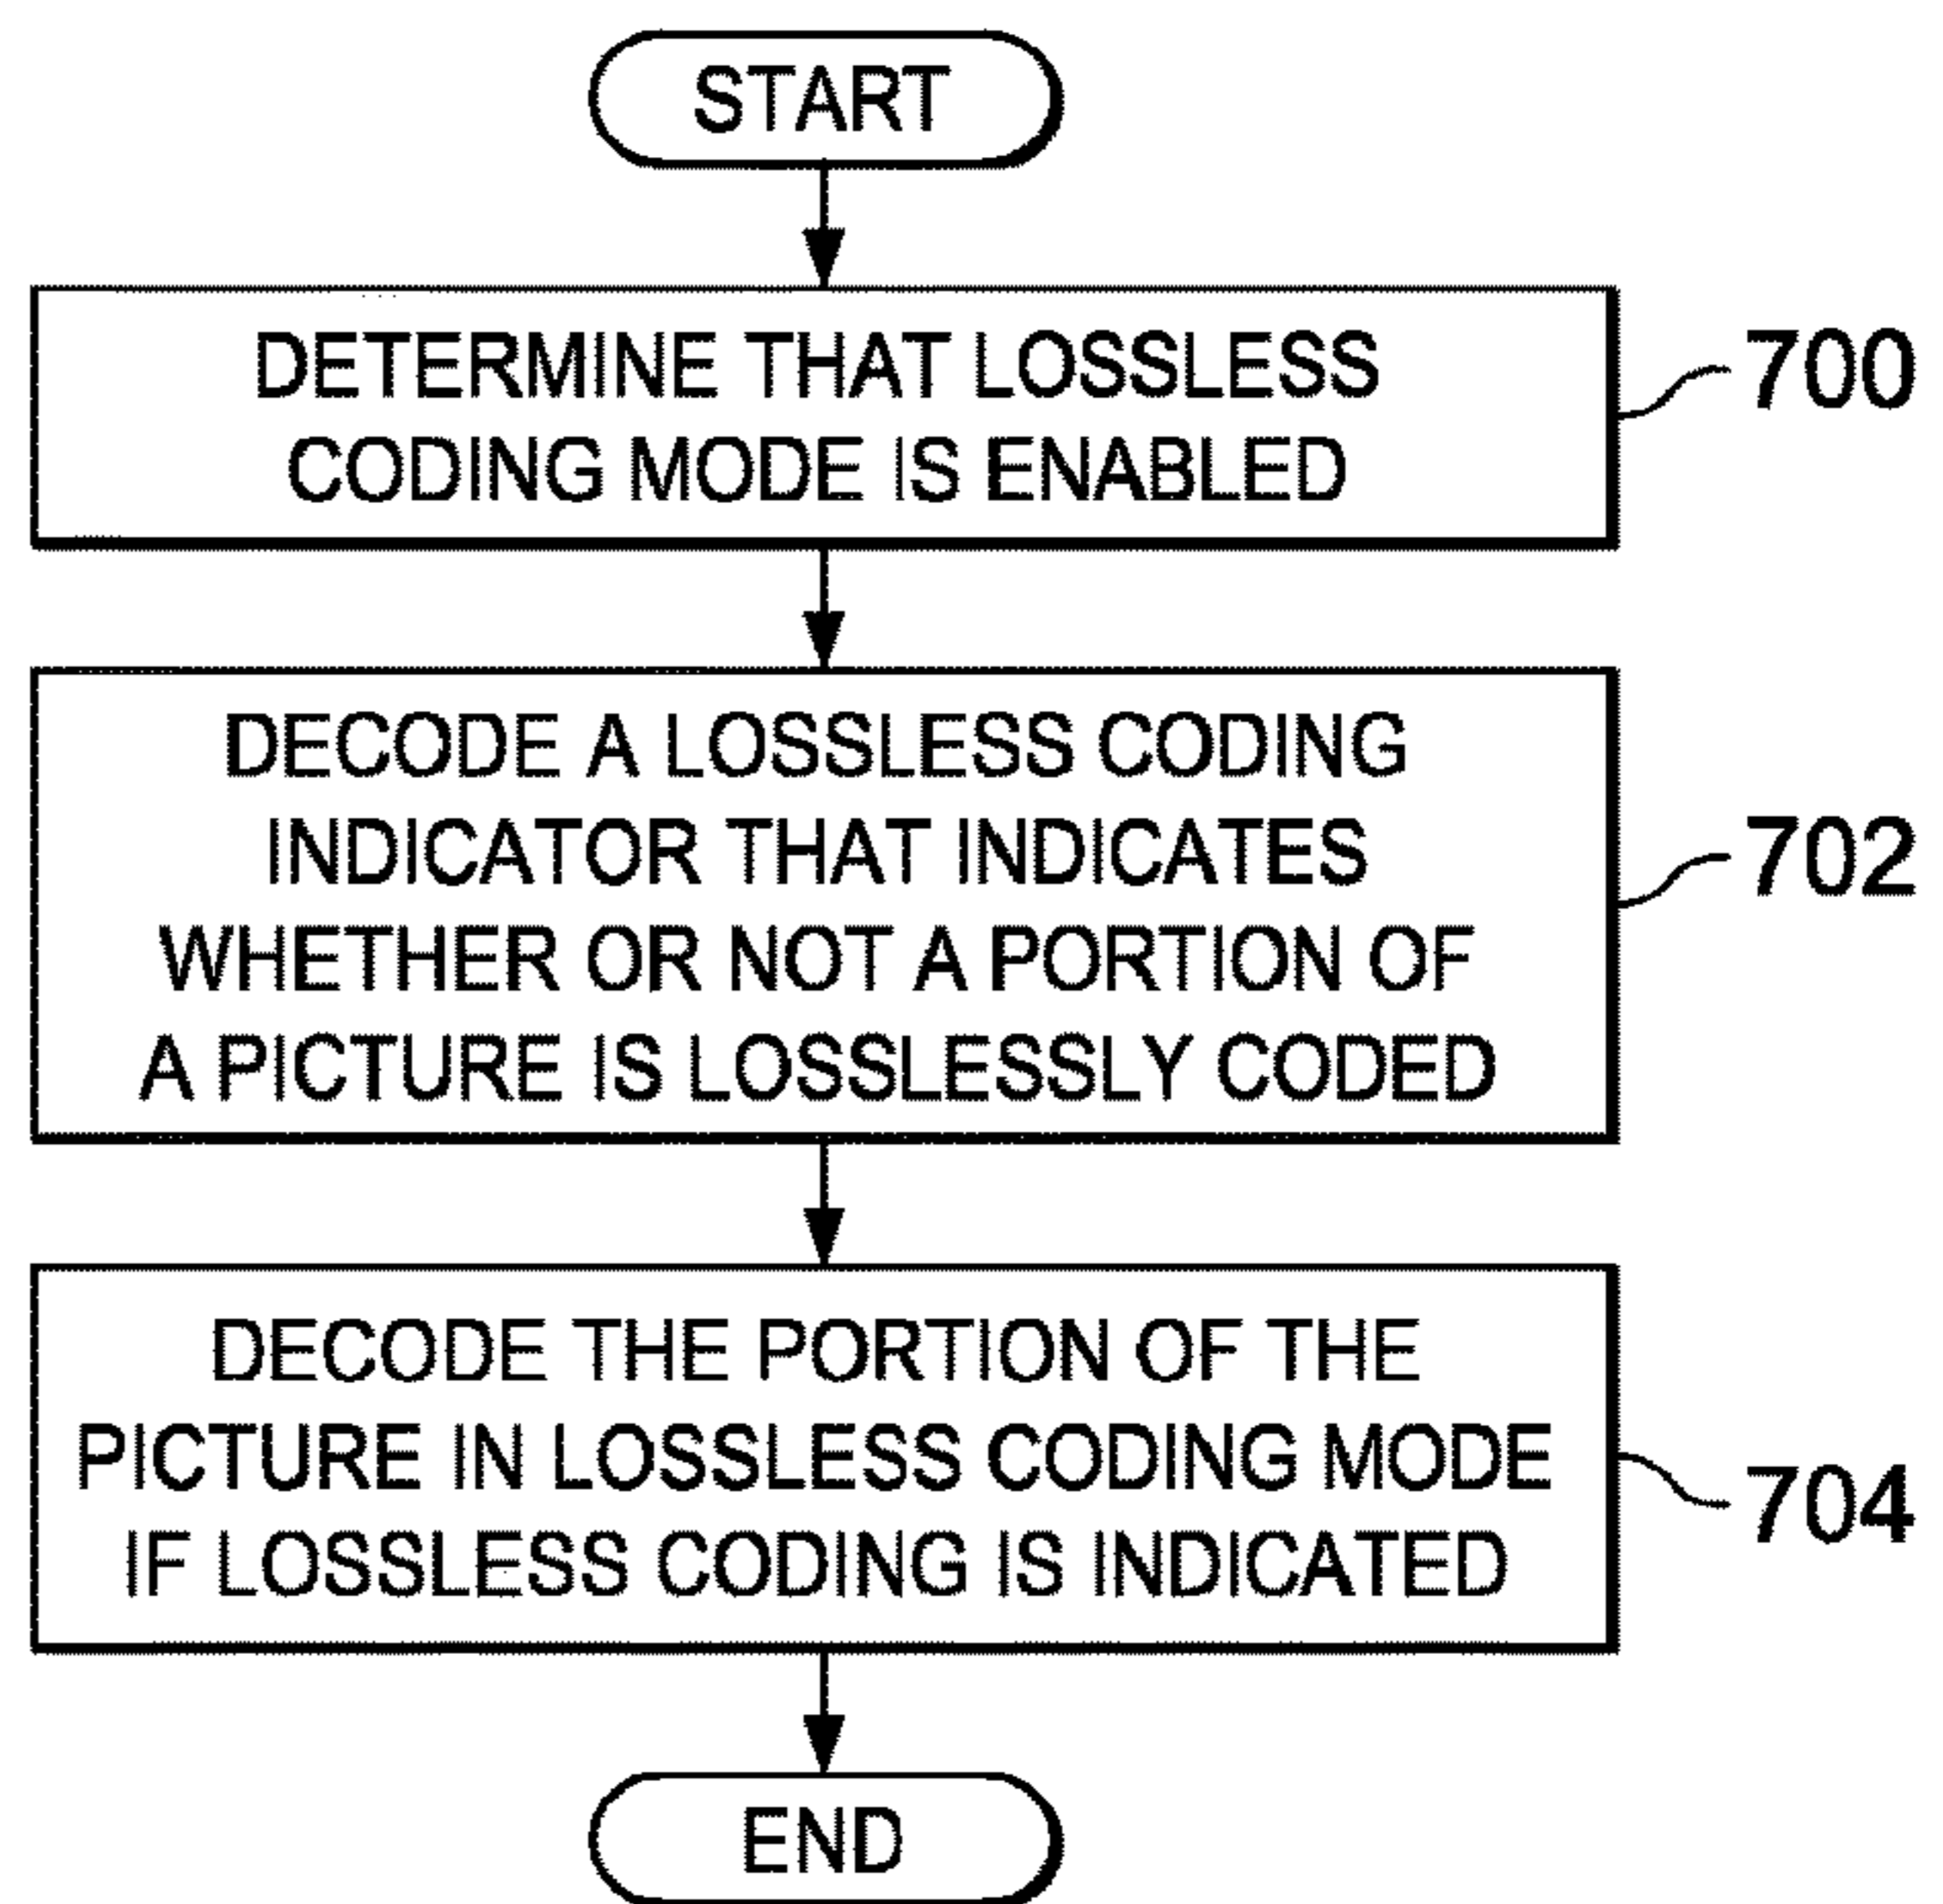 START
DETERMINE THAT LOSSLESS
CODING MODE IS ENABLED
700
DECODE A LOSSLESS CODING
INDICATOR THAT INDICATES
WHETHER OR NOT A PORTION OF
A PICTURE IS LOSSLESSLY CODED
702
DECODE THE PORTION OF THE
PICTURE IN LOSSLESS CODING MODE
IF LOSSLESS CODING IS INDICATED
704
END